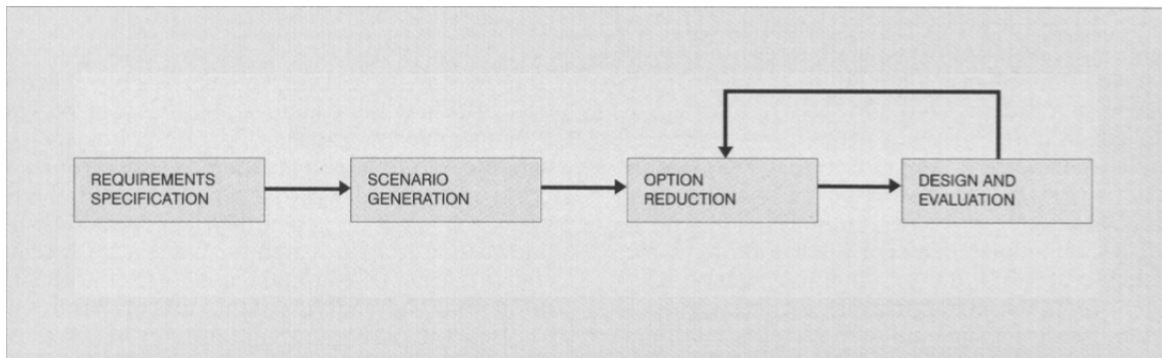 REQUIREMENTS
SPECIFICATION
SCENARIO
GENERATION
OPTION
REDUCTION
DESIGN AND
EVALUATION